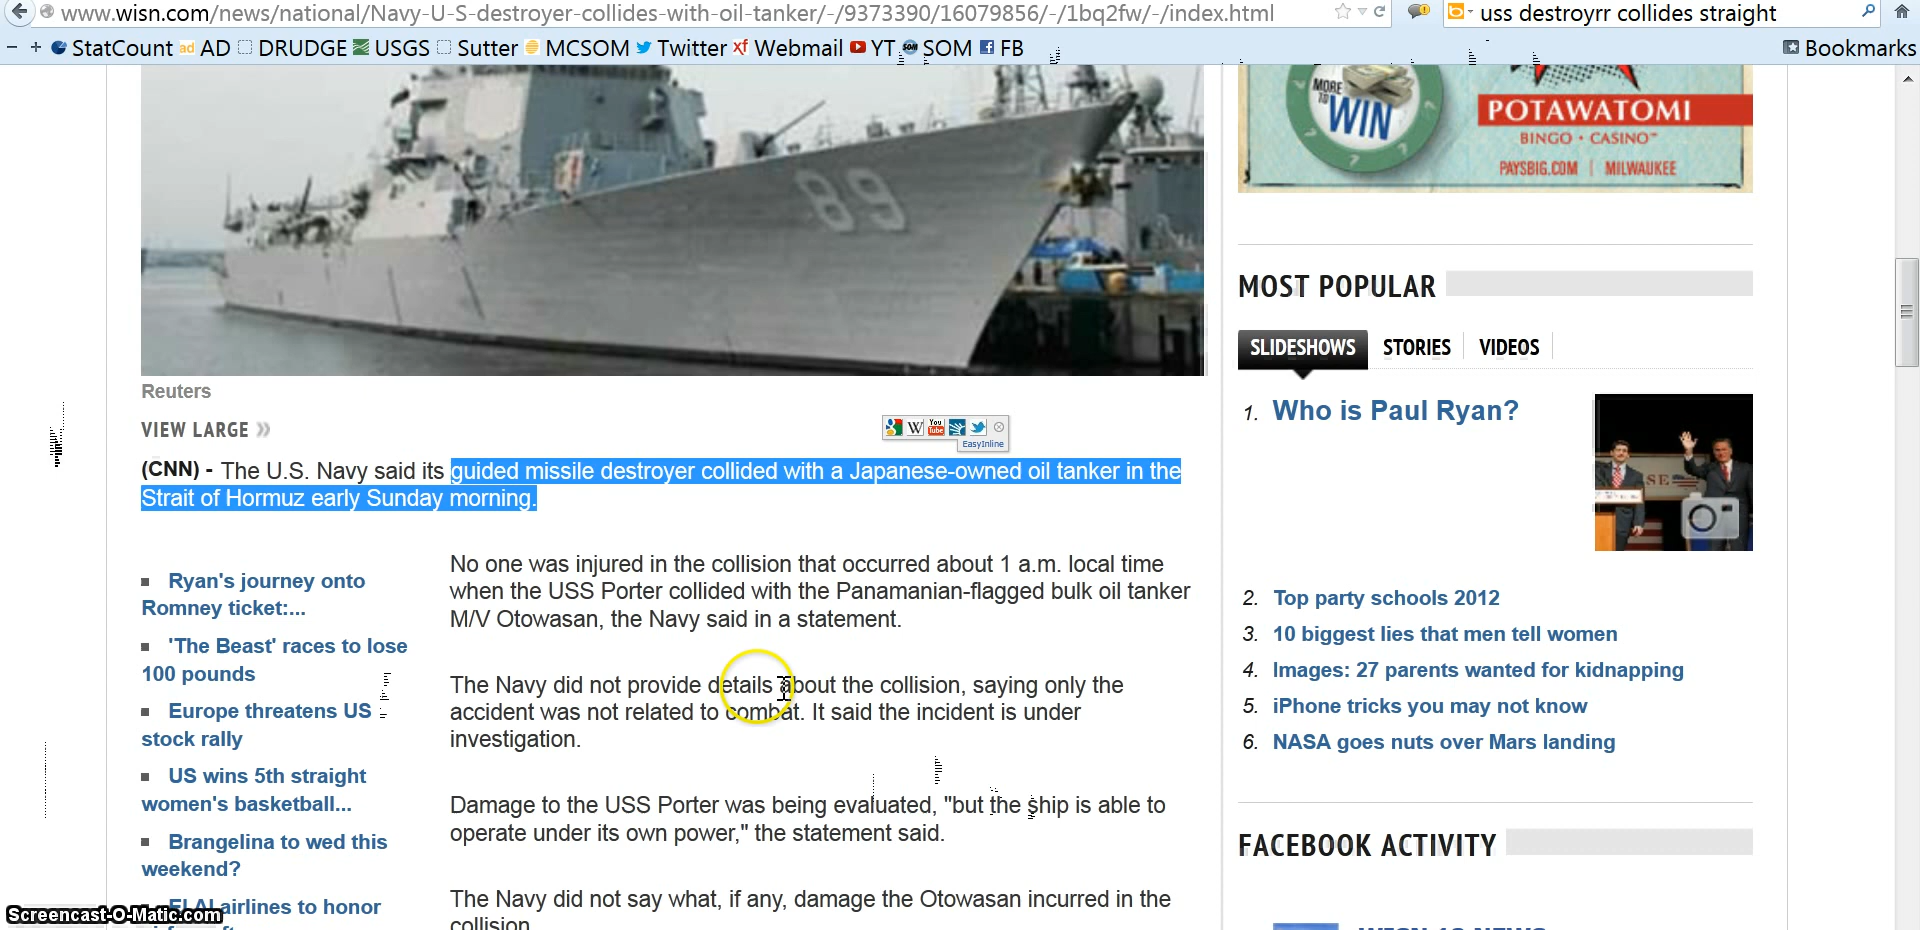 www.wisn.com/news/national/Navy-U-S-destroyer-collides-with-oil-tanker/-/9373390/16079856/-/1bq2fw/-/index.html
uss destroyrr collides straight
StatCount ad AD DRUDGE USGS Sutter MCSOM Twitter xf Webmail YT SOM FB
Bookmarks
89
MORE TO WIN
POTAWATOMI
BINGO • CASINO
PAYSBIG.COM | MILWAUKEE
Reuters
VIEW LARGE »
W You Tube
EasyInline
(CNN) - The U.S. Navy said its guided missile destroyer collided with a Japanese-owned oil tanker in the
Strait of Hormuz early Sunday morning.
Ryan's journey onto
Romney ticket:...
'The Beast' races to lose
100 pounds
Europe threatens US
stock rally
US wins 5th straight
women's basketball...
Brangelina to wed this
weekend?
airlines to honor
No one was injured in the collision that occurred about 1 a.m. local time
when the USS Porter collided with the Panamanian-flagged bulk oil tanker
M/V Otowasan, the Navy said in a statement.
The Navy did not provide details about the collision, saying only the
accident was not related to combat. It said the incident is under
investigation.
Damage to the USS Porter was being evaluated, "but the ship is able to
operate under its own power," the statement said.
The Navy did not say what, if any, damage the Otowasan incurred in the
collision
MOST POPULAR
SLIDESHOWS STORIES VIDEOS
1. Who is Paul Ryan?
2. Top party schools 2012
3. 10 biggest lies that men tell women
4. Images: 27 parents wanted for kidnapping
5. iPhone tricks you may not know
6. NASA goes nuts over Mars landing
FACEBOOK ACTIVITY
WISN 12 NEWS
Screencast-O-Matic.com